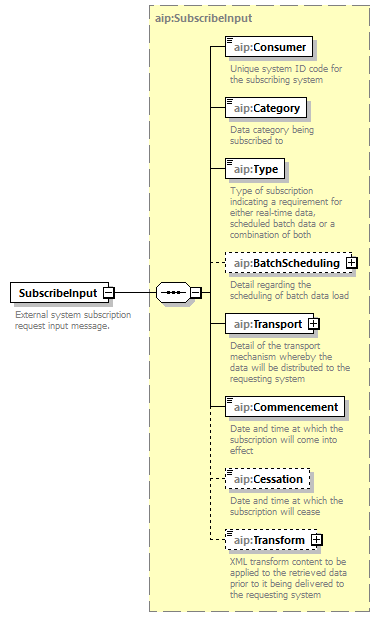 aip:SubscribeInput
aip:Consumer
Unique system ID code for
the subscribing system
aip:Category
Data category being
subscribed to
aip:Type
Type of subscription
indicating a requirement for
either real-time data,
scheduled batch data or a
combination of both
aip:BatchScheduling
Detail regarding the
scheduling of batch data load
SubscribeInput
External system subscription
request input message.
aip:Transport
Detail of the transport
mechanism whereby the
data will be distributed to the
requesting system
aip:Commencement
Date and time at which the
subscription will come into
effect
aip:Cessation
Date and time at which the
subscription will cease
aip:Transform
XML transform content to be
applied to the retrieved data
prior to it being delivered to
the requesting system